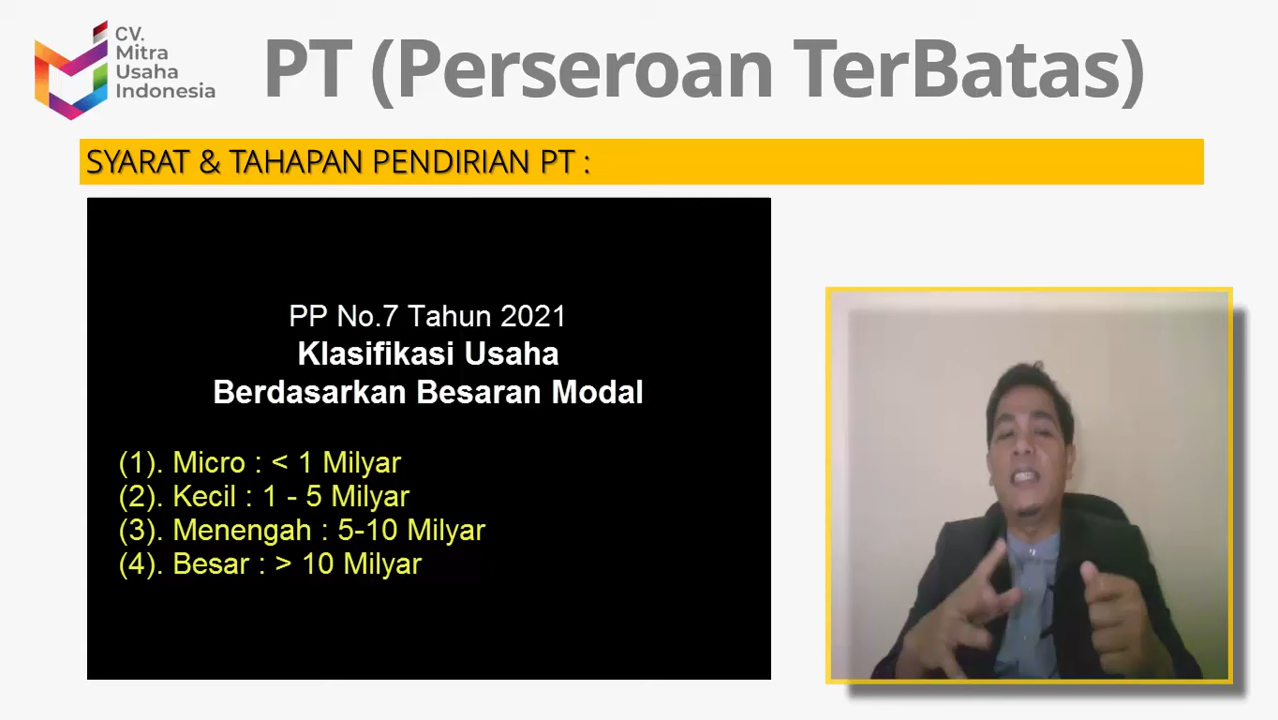 CV.
Mitra
Usaha
Indonesia
PT (Perseroan TerBatas)
SYARAT & TAHAPAN PENDIRIAN PT :
PP No.7 Tahun 2021
Klasifikasi Usaha
Berdasarkan Besaran Modal
(1). Micro : < 1 Milyar
(2). Kecil : 1 - 5 Milyar
(3). Menengah : 5-10 Milyar
(4). Besar : > 10 Milyar